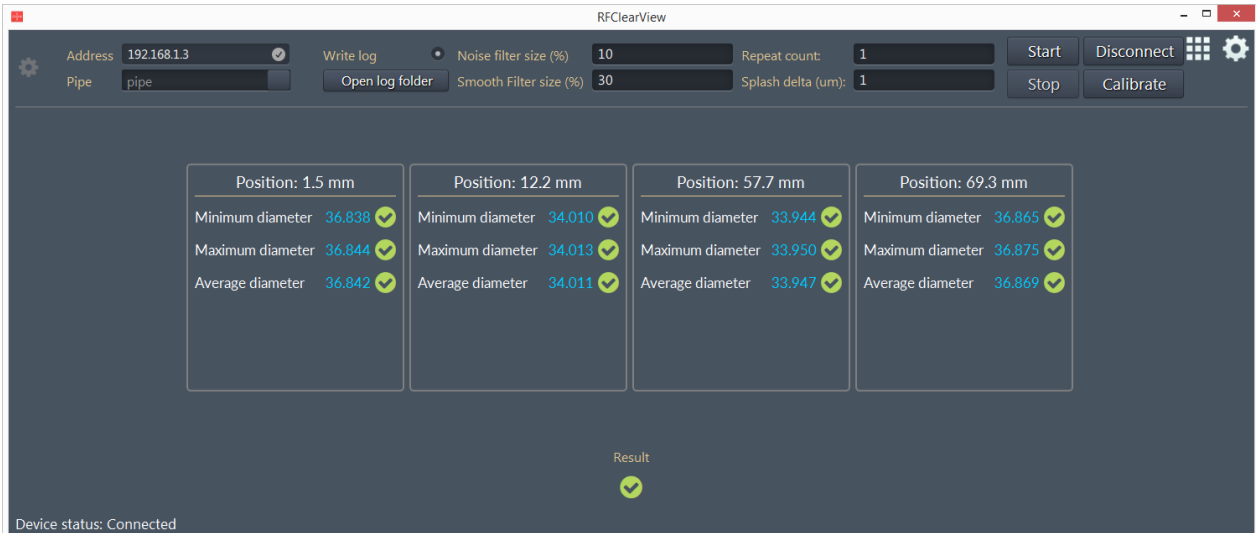 RFClearView
Address 192.168.1.3 Write log Noise filter size (%) 10 Repeat count: 1 Start Disconnect
Pipe pipe Open log folder Smooth Filter size (%) 30 Splash delta (um): 1 Stop Calibrate
Position: 1.5 mm
Minimum diameter 36.838
Maximum diameter 36.844
Average diameter 36.842
Position: 12.2 mm
Minimum diameter 34.010
Maximum diameter 34.013
Average diameter 34.011
Position: 57.7 mm
Minimum diameter 33.944
Maximum diameter 33.950
Average diameter 33.947
Position: 69.3 mm
Minimum diameter 36.865
Maximum diameter 36.875
Average diameter 36.869
Result
Device status: Connected